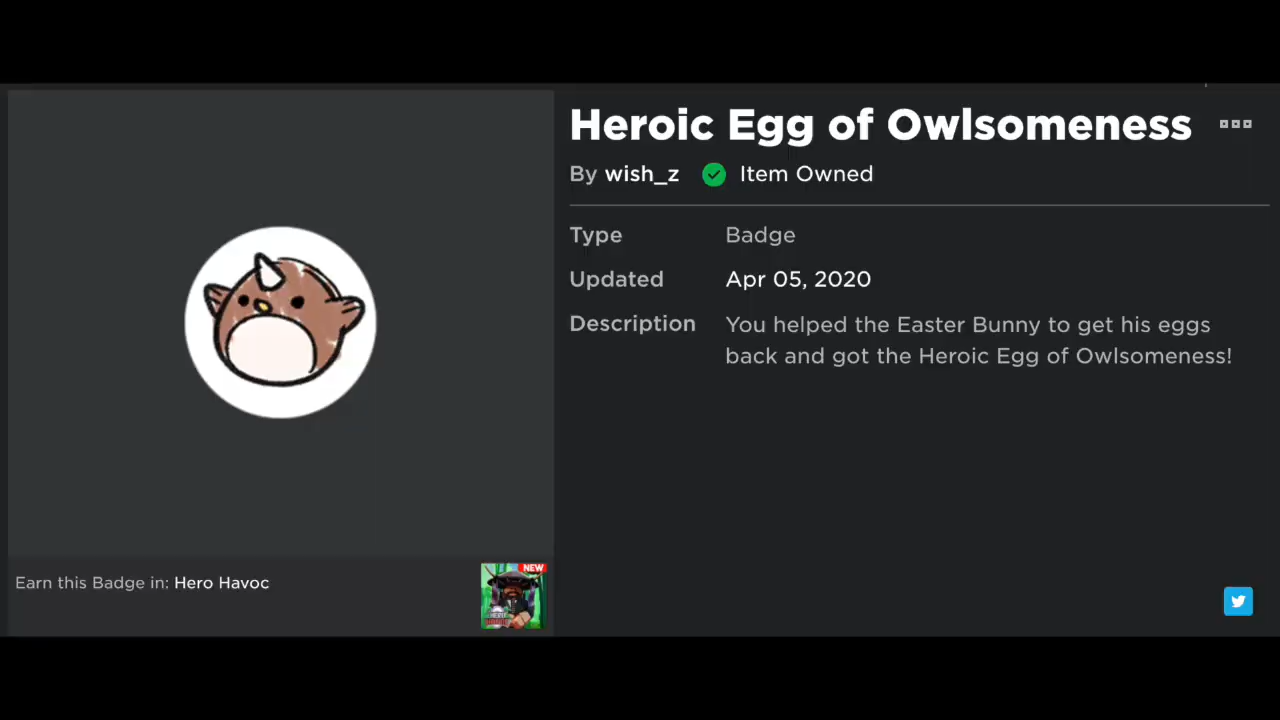 Heroic Egg of Owlsomeness
By wish_z Item Owned
Type Badge
Updated Apr 05, 2020
Description You helped the Easter Bunny to get his eggs
back and got the Heroic Egg of Owlsomeness!
Earn this Badge in: Hero Havoc
NEW